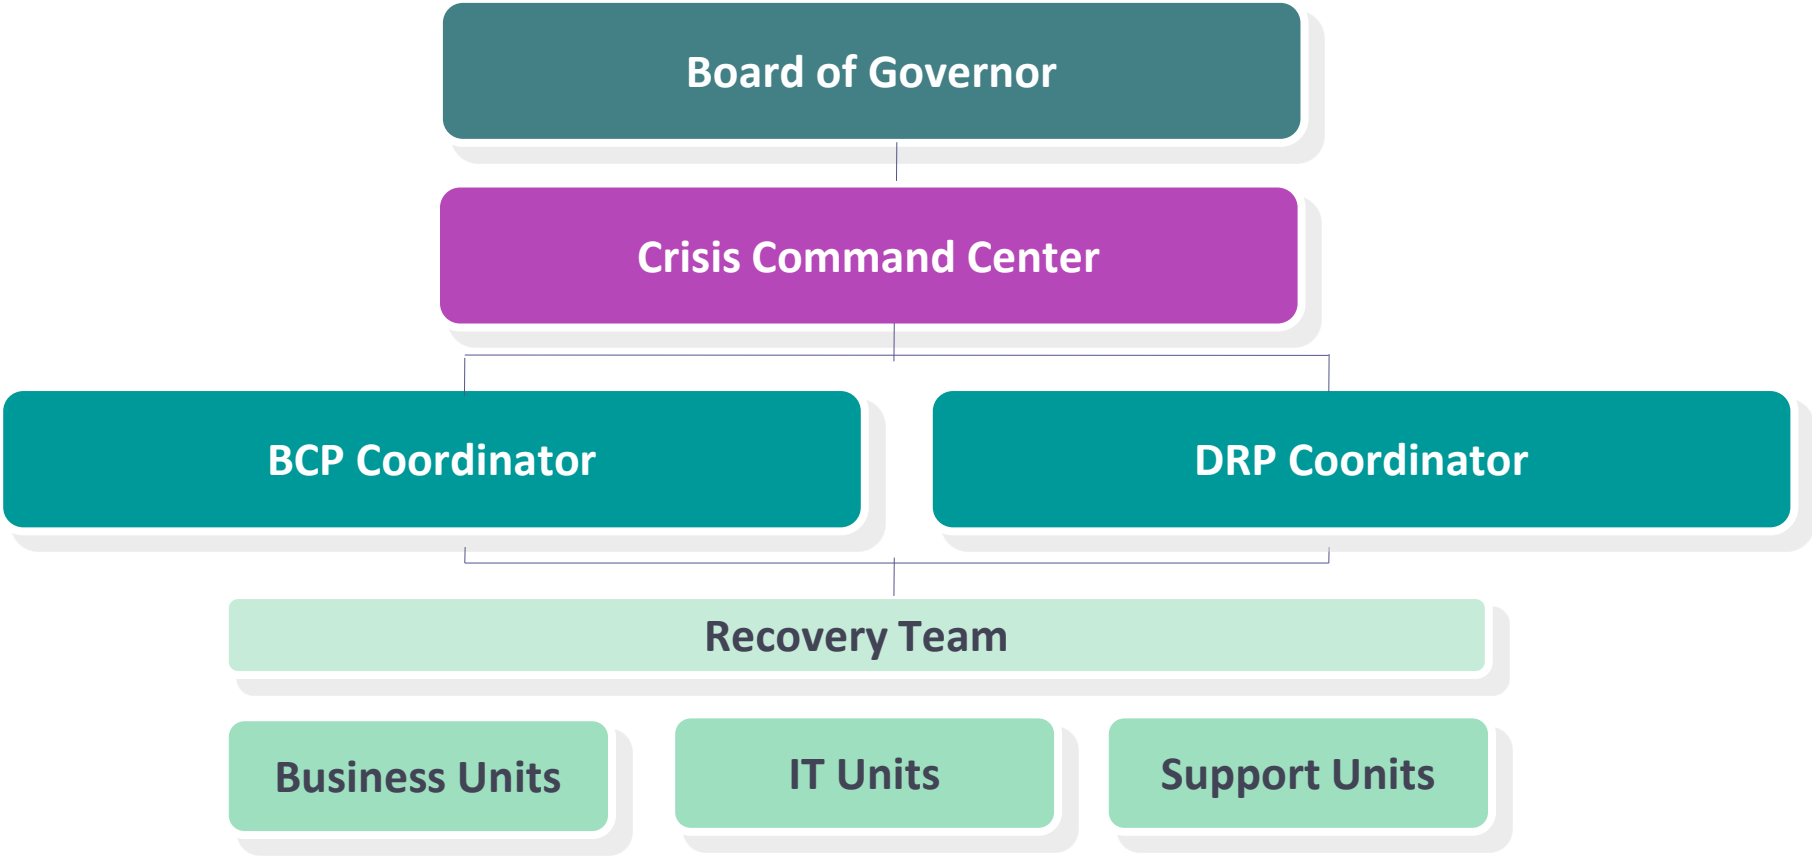 Board of Governor
Crisis Command Center
BCP Coordinator
DRP Coordinator
Recovery Team
Business Units
IT Units
Support Units